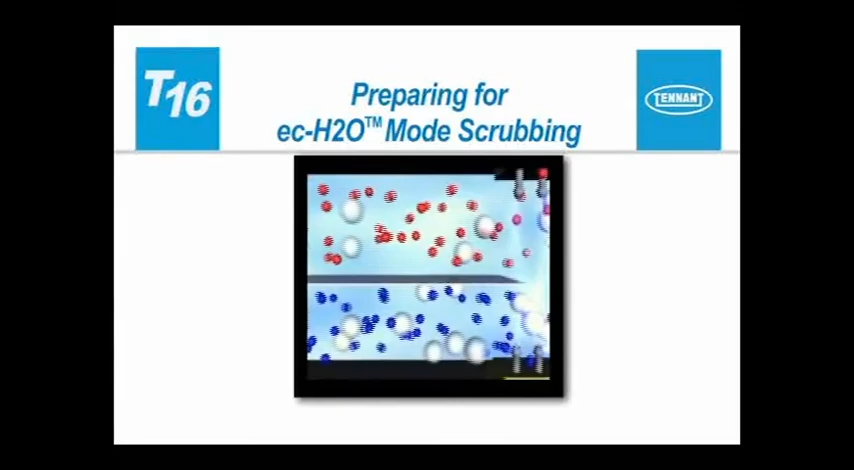 T16
Preparing for
ec-H2O™ Mode Scrubbing
TENNANT